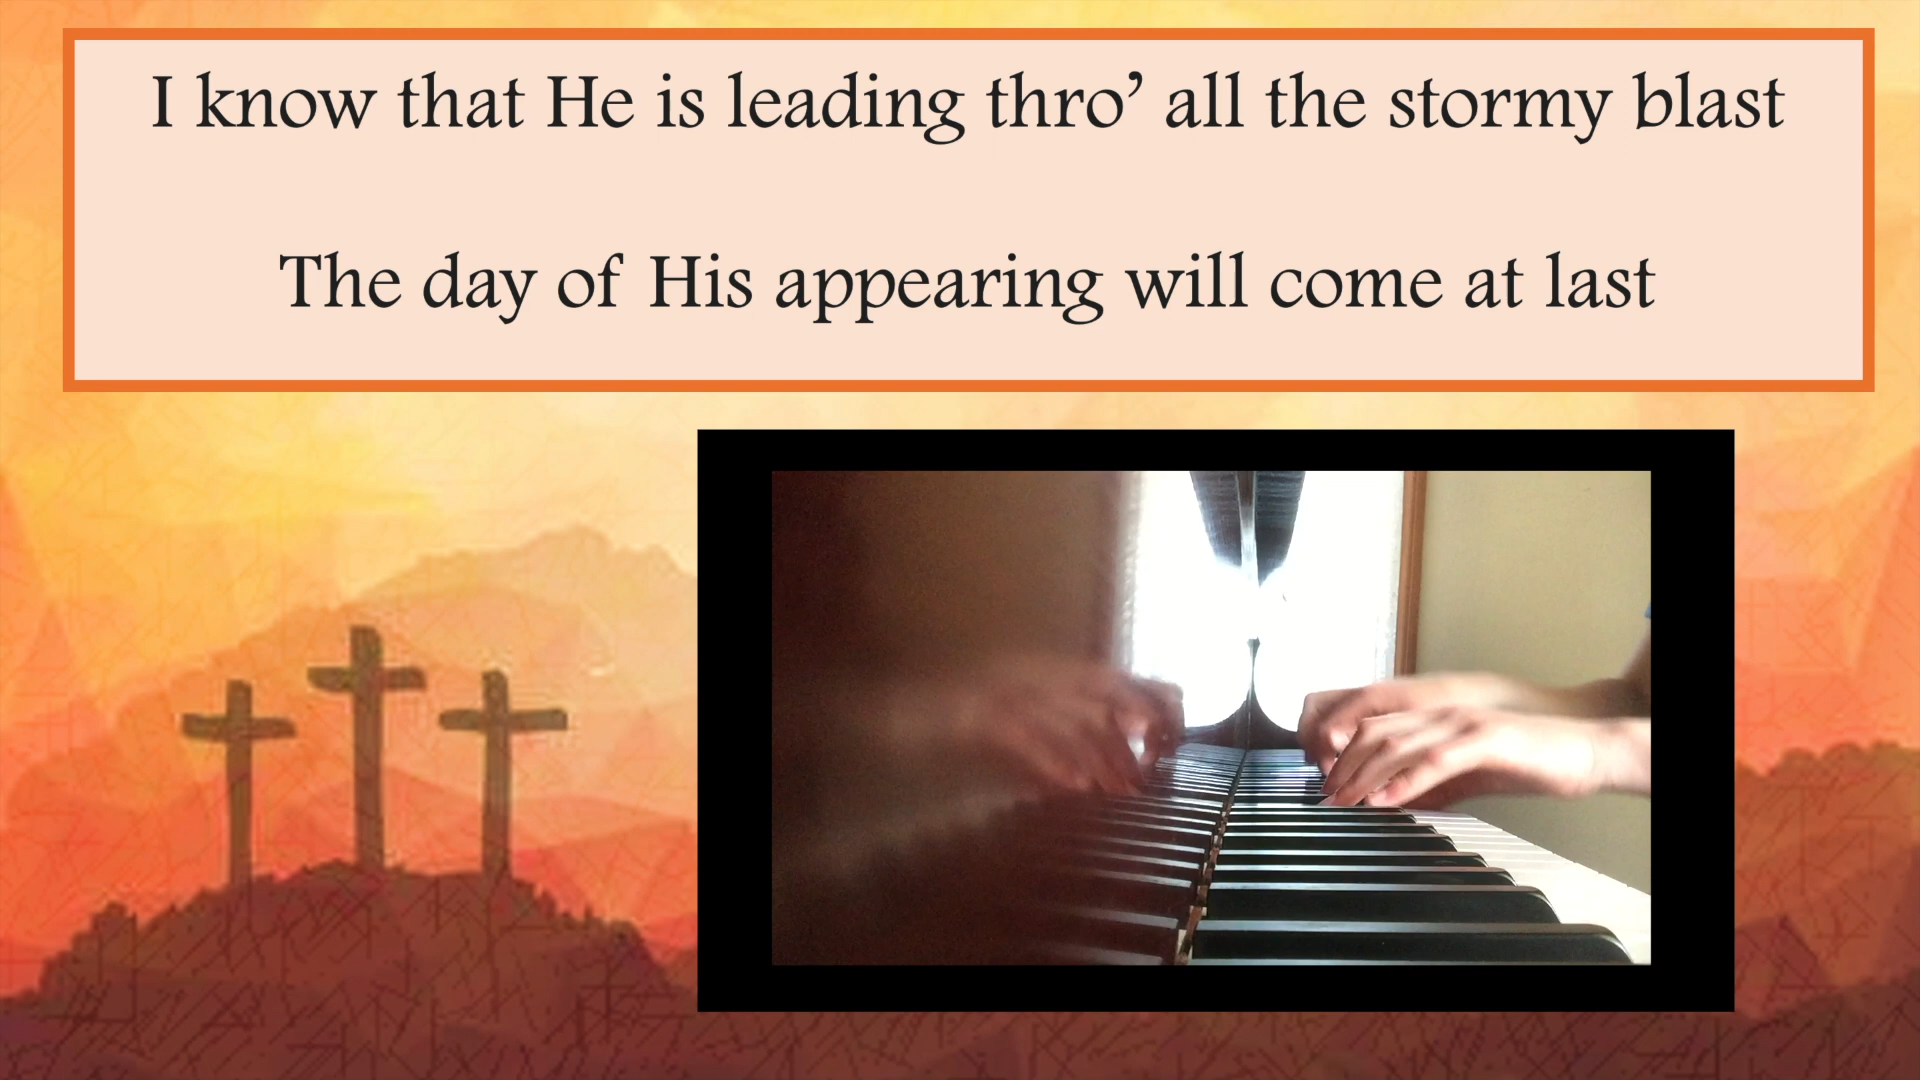 I know that He is leading thro’ all the stormy blast
The day of His appearing will come at last